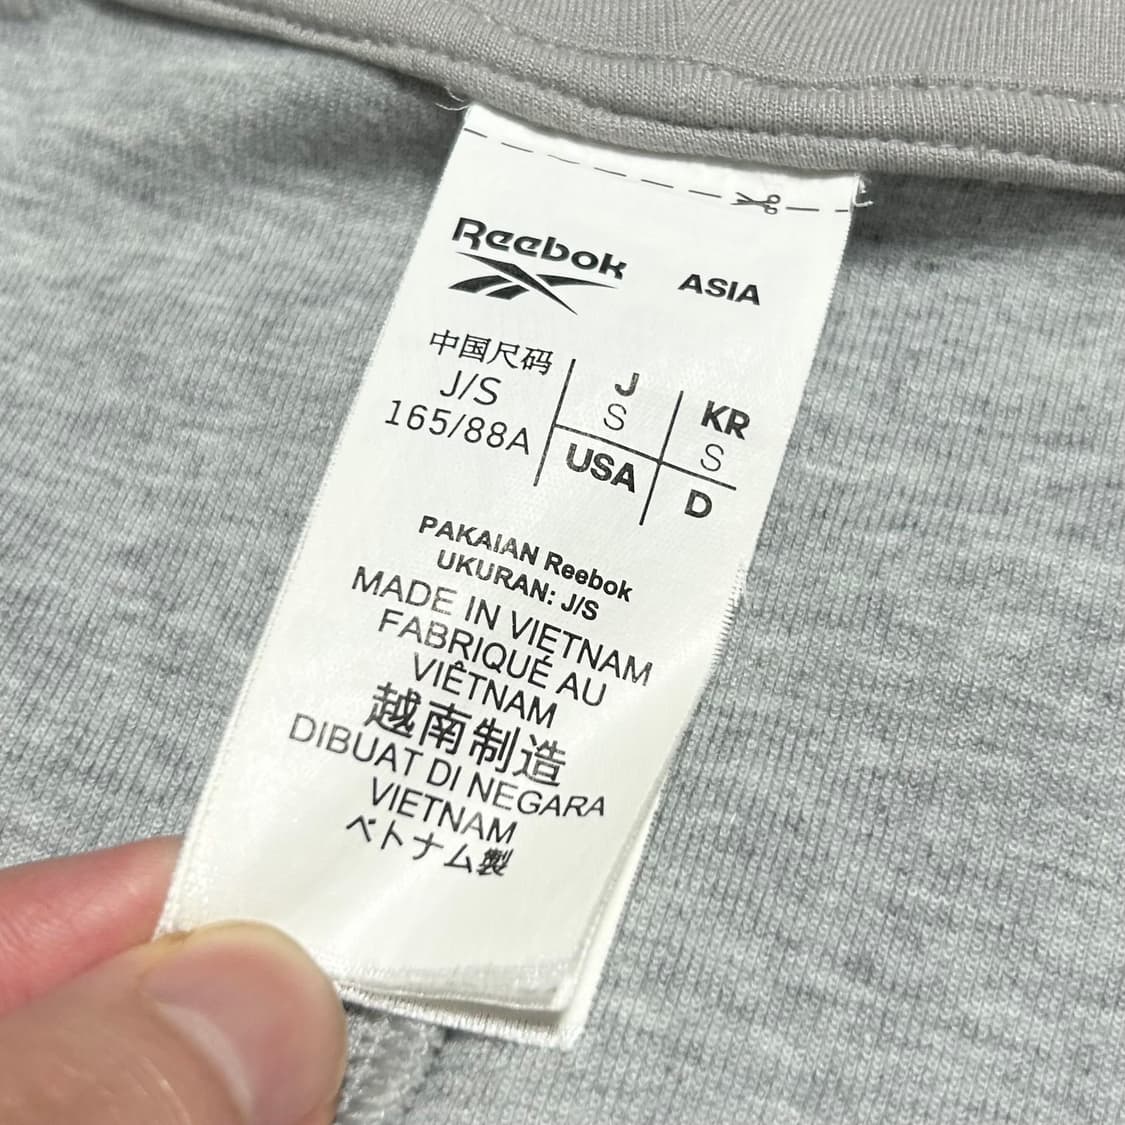 Reebok
ASIA
中国尺码
J/S
165/88A
J
S
KR
S
USA
D
PAKAIAN Reebok
UKURAN: J/S
MADE IN VIETNAM
FABRIQUÉ AU
VIÊTNAM
越南制造
DIBUAT DI NEGARA
VIETNAM
ベトナム製